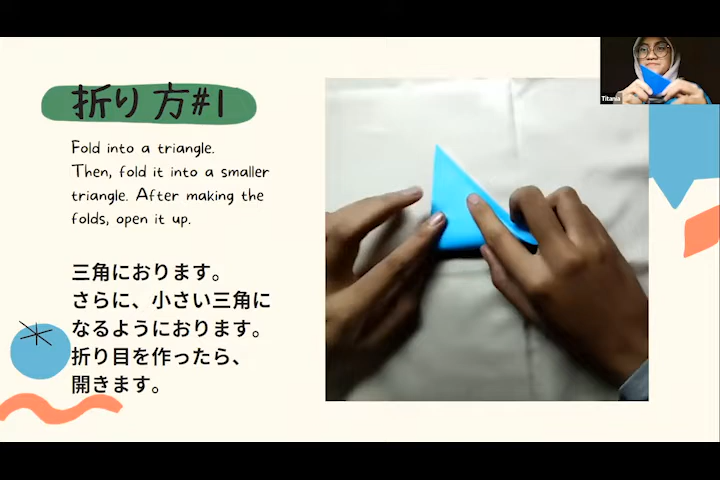 折り方#1
Fold into a triangle.
Then, fold it into a smaller
triangle. After making the
folds, open it up.
三角におります。
さらに、小さい三角に
なるようにおります。
折り目を作ったら、
開きます。
Titania